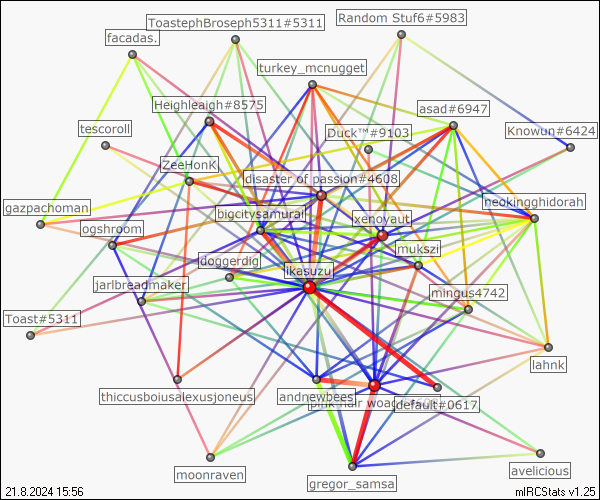 Random Stuf6#5983
ToastephBroseph5311#5311
facadas.
turkey_mcnugget
Heighleaigh#8575
asad#6947
tescoroll
Duck™#9103
Knowun#6424
ZeeHonK
disaster of passion#4608
gazpachoman
bigcitysamurai
xenoyaut
neokingghidorah
ogshroom
mukszi
doggerdig
ikasuzu
jarlbreadmaker
mingus4742
Toast#5311
lahnk
thiccusboiusalexusjoneus
andnewbees
pink hair
default#0617
moonraven
gregor_samsa
avelicious
21.8.2024 15:56
mIRCStats v1.25